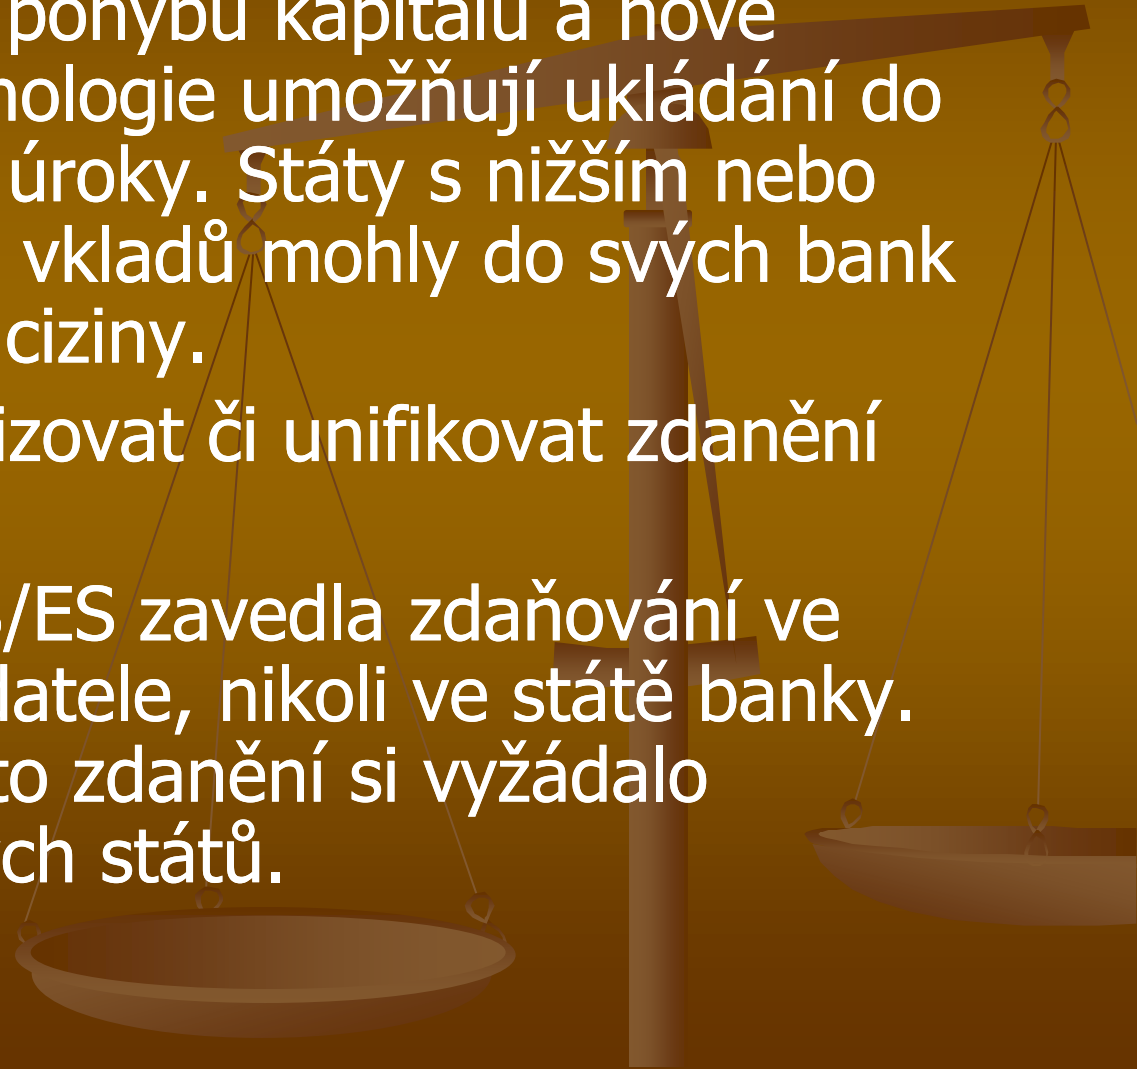 pohybu kapitálu a nové
nologie umožňují ukládání do
úroky. Státy s nižším nebo
vkladů mohly do svých bank
ciziny.
izovat či unifikovat zdanění
/ES zavedla zdaňování ve
datele, nikoli ve státě banky.
to zdanění si vyžádalo
ch států.